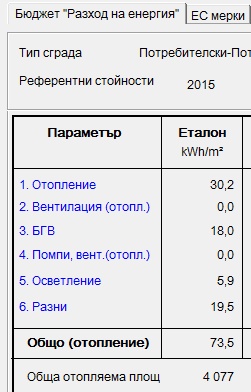 Бюджет "Разход на енергия" ЕС мерки
Тип сграда Потребителски-Пот
Референтни стойности 2015
Параметър Еталон
kWh/m²
1. Отопление 30,2
2. Вентилация (отопл.) 0,0
3. БГВ 18,0
4. Помпи, вент.(отопл.) 0,0
5. Осветление 5,9
6. Разни 19,5
Общо (отопление) 73,5
Обща отопляема площ 4 077